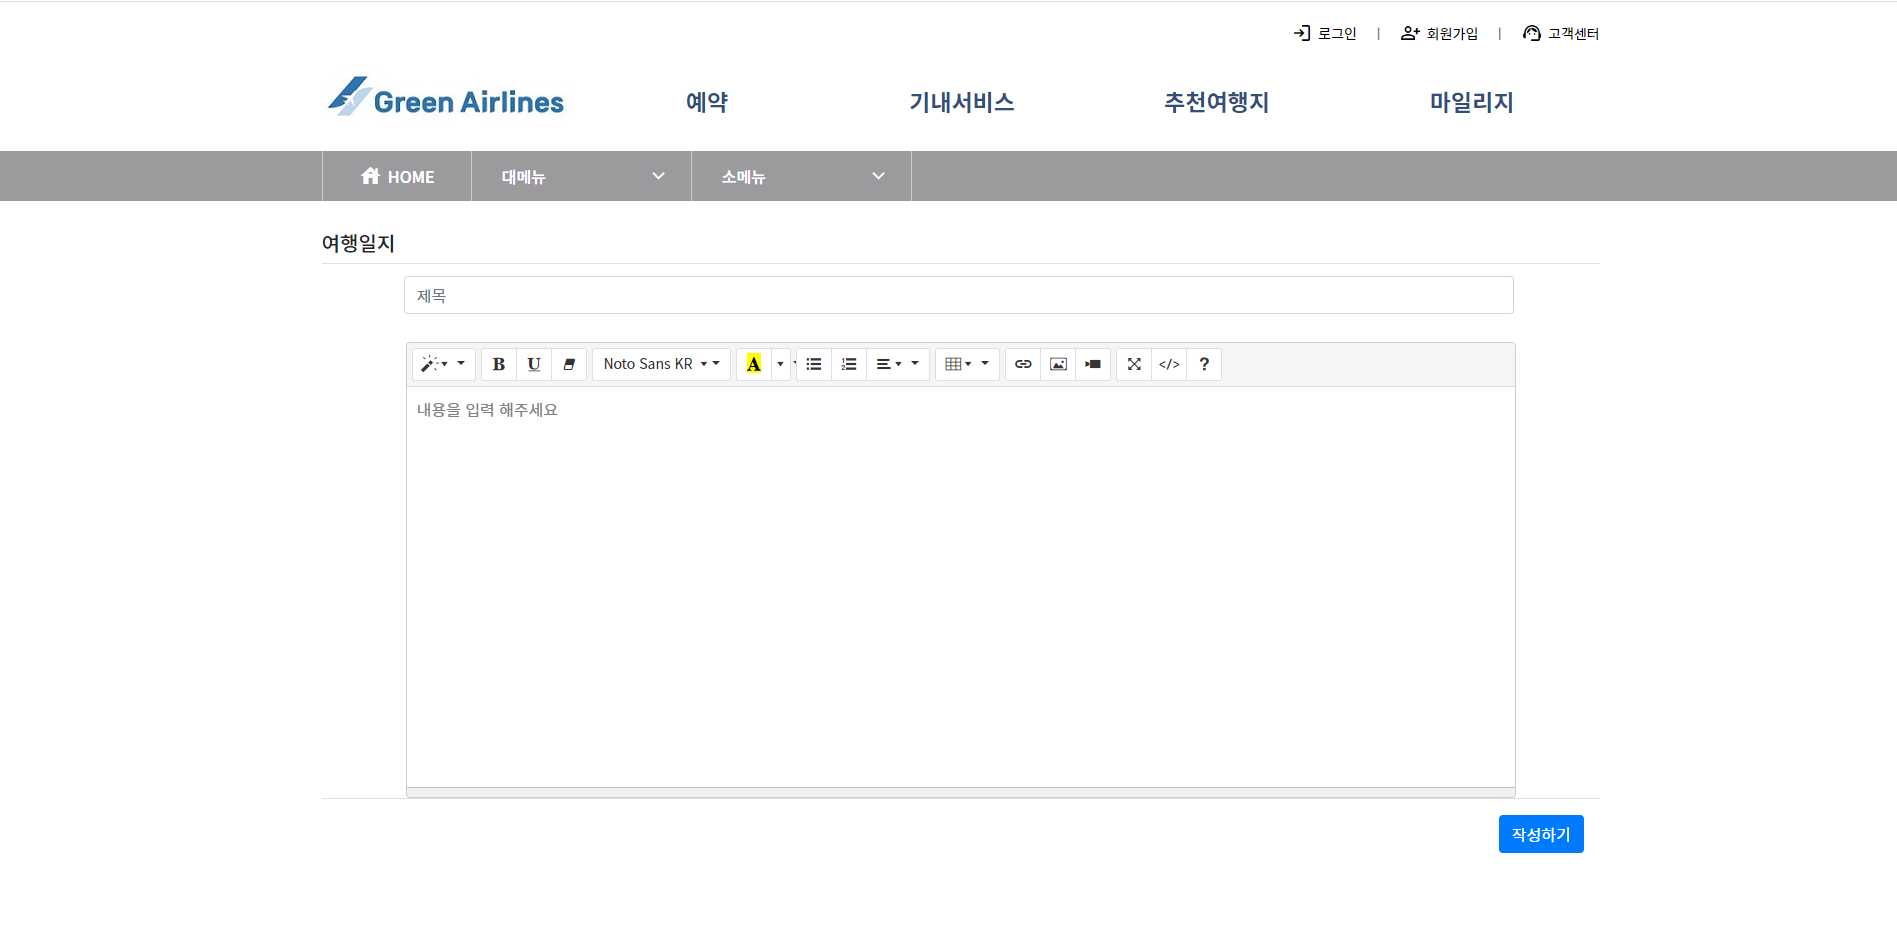 로그인 | 회원가입 | 고객센터
Green Airlines 예약 기내서비스 추천여행지 마일리지
HOME 대메뉴 소메뉴
여행일지
제목
B U Noto Sans KR A </> ?
내용을 입력 해주세요
작성하기